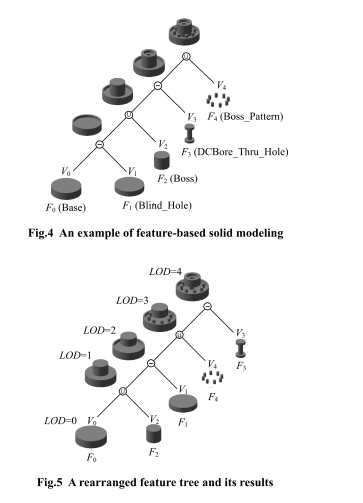 V4
F4 (Boss_Pattern)
V3
F3 (DCBore_Thru_Hole)
V2
F2 (Boss)
V0
V1
F0 (Base)
F1 (Blind_Hole)
Fig.4 An example of feature-based solid modeling
LOD=4
LOD=3
V3
LOD=2
F3
V4
LOD=1
F4
V1
F1
LOD=0 V0
V2
F0
F2
Fig.5 A rearranged feature tree and its results